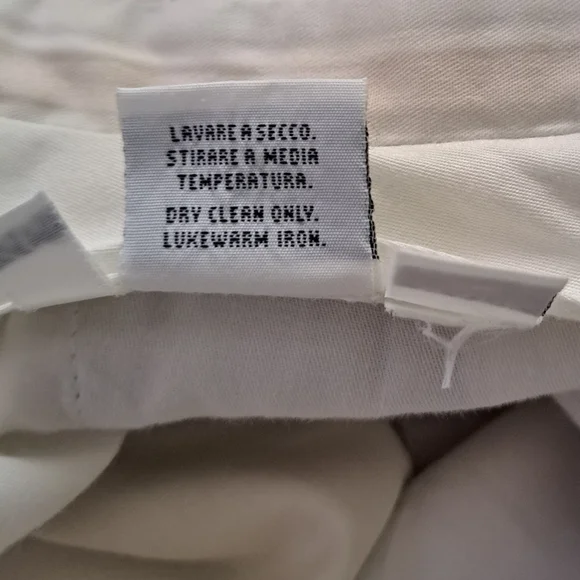 LAVARE A SECCO.
STIRARE A MEDIA
TEMPERATURA.
DRY CLEAN ONLY.
LUKEWARM IRON.